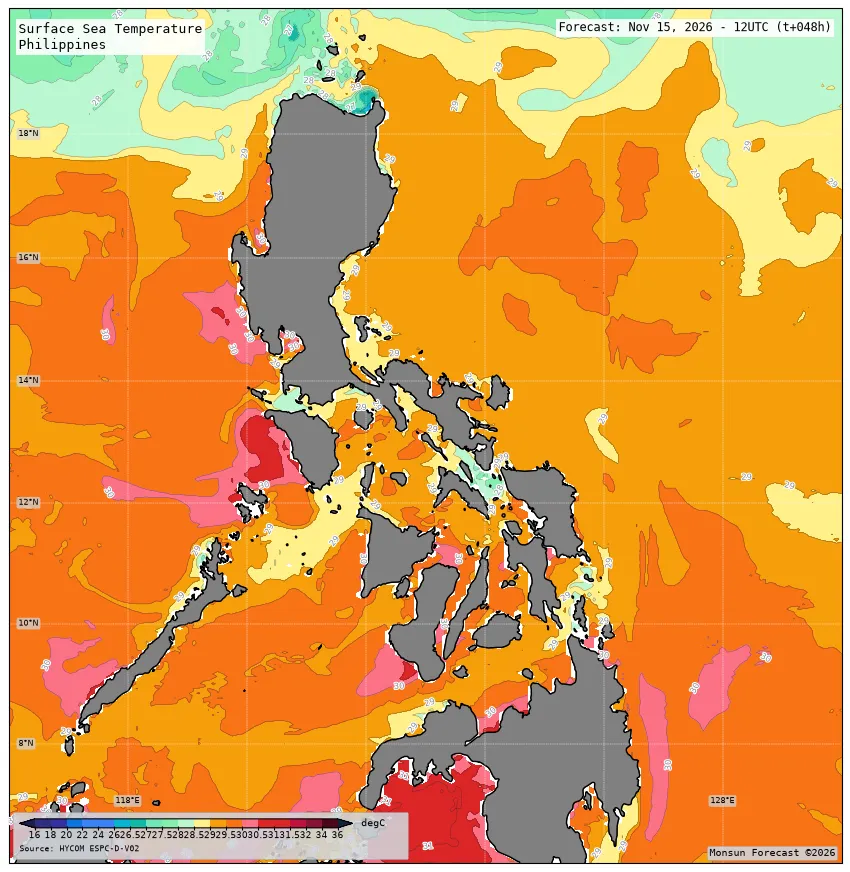 Surface Sea Temperature
Philippines
Forecast: Nov 15, 2026 - 12UTC (t+048h)
18°N
16°N
14°N
12°N
10°N
8°N
118°E
128°E
degC
16 18 20 22 24 26 26.5 27 27.5 28 28.5 29 29.5 30 30.5 31 31.5 32 34 36
Source: HYCOM ESPC-D-V02
Monsun Forecast ©2026